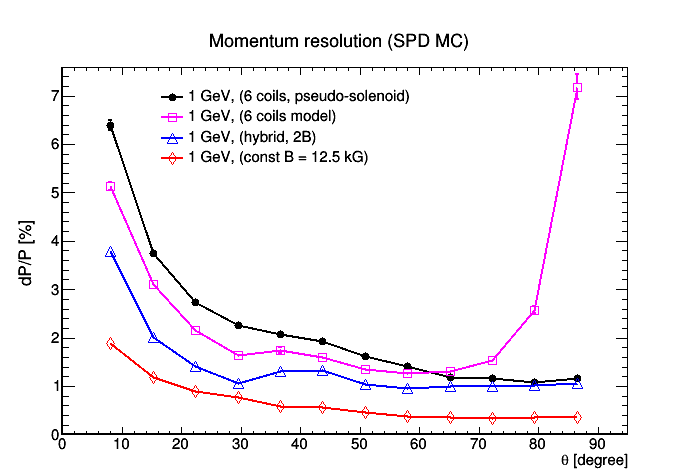 Momentum resolution (SPD MC)
1 GeV, (6 coils, pseudo-solenoid)
1 GeV, (6 coils model)
1 GeV, (hybrid, 2B)
1 GeV, (const B = 12.5 kG)
dP/P [%]
7
6
5
4
3
2
1
0
0 10 20 30 40 50 60 70 80 90
θ [degree]